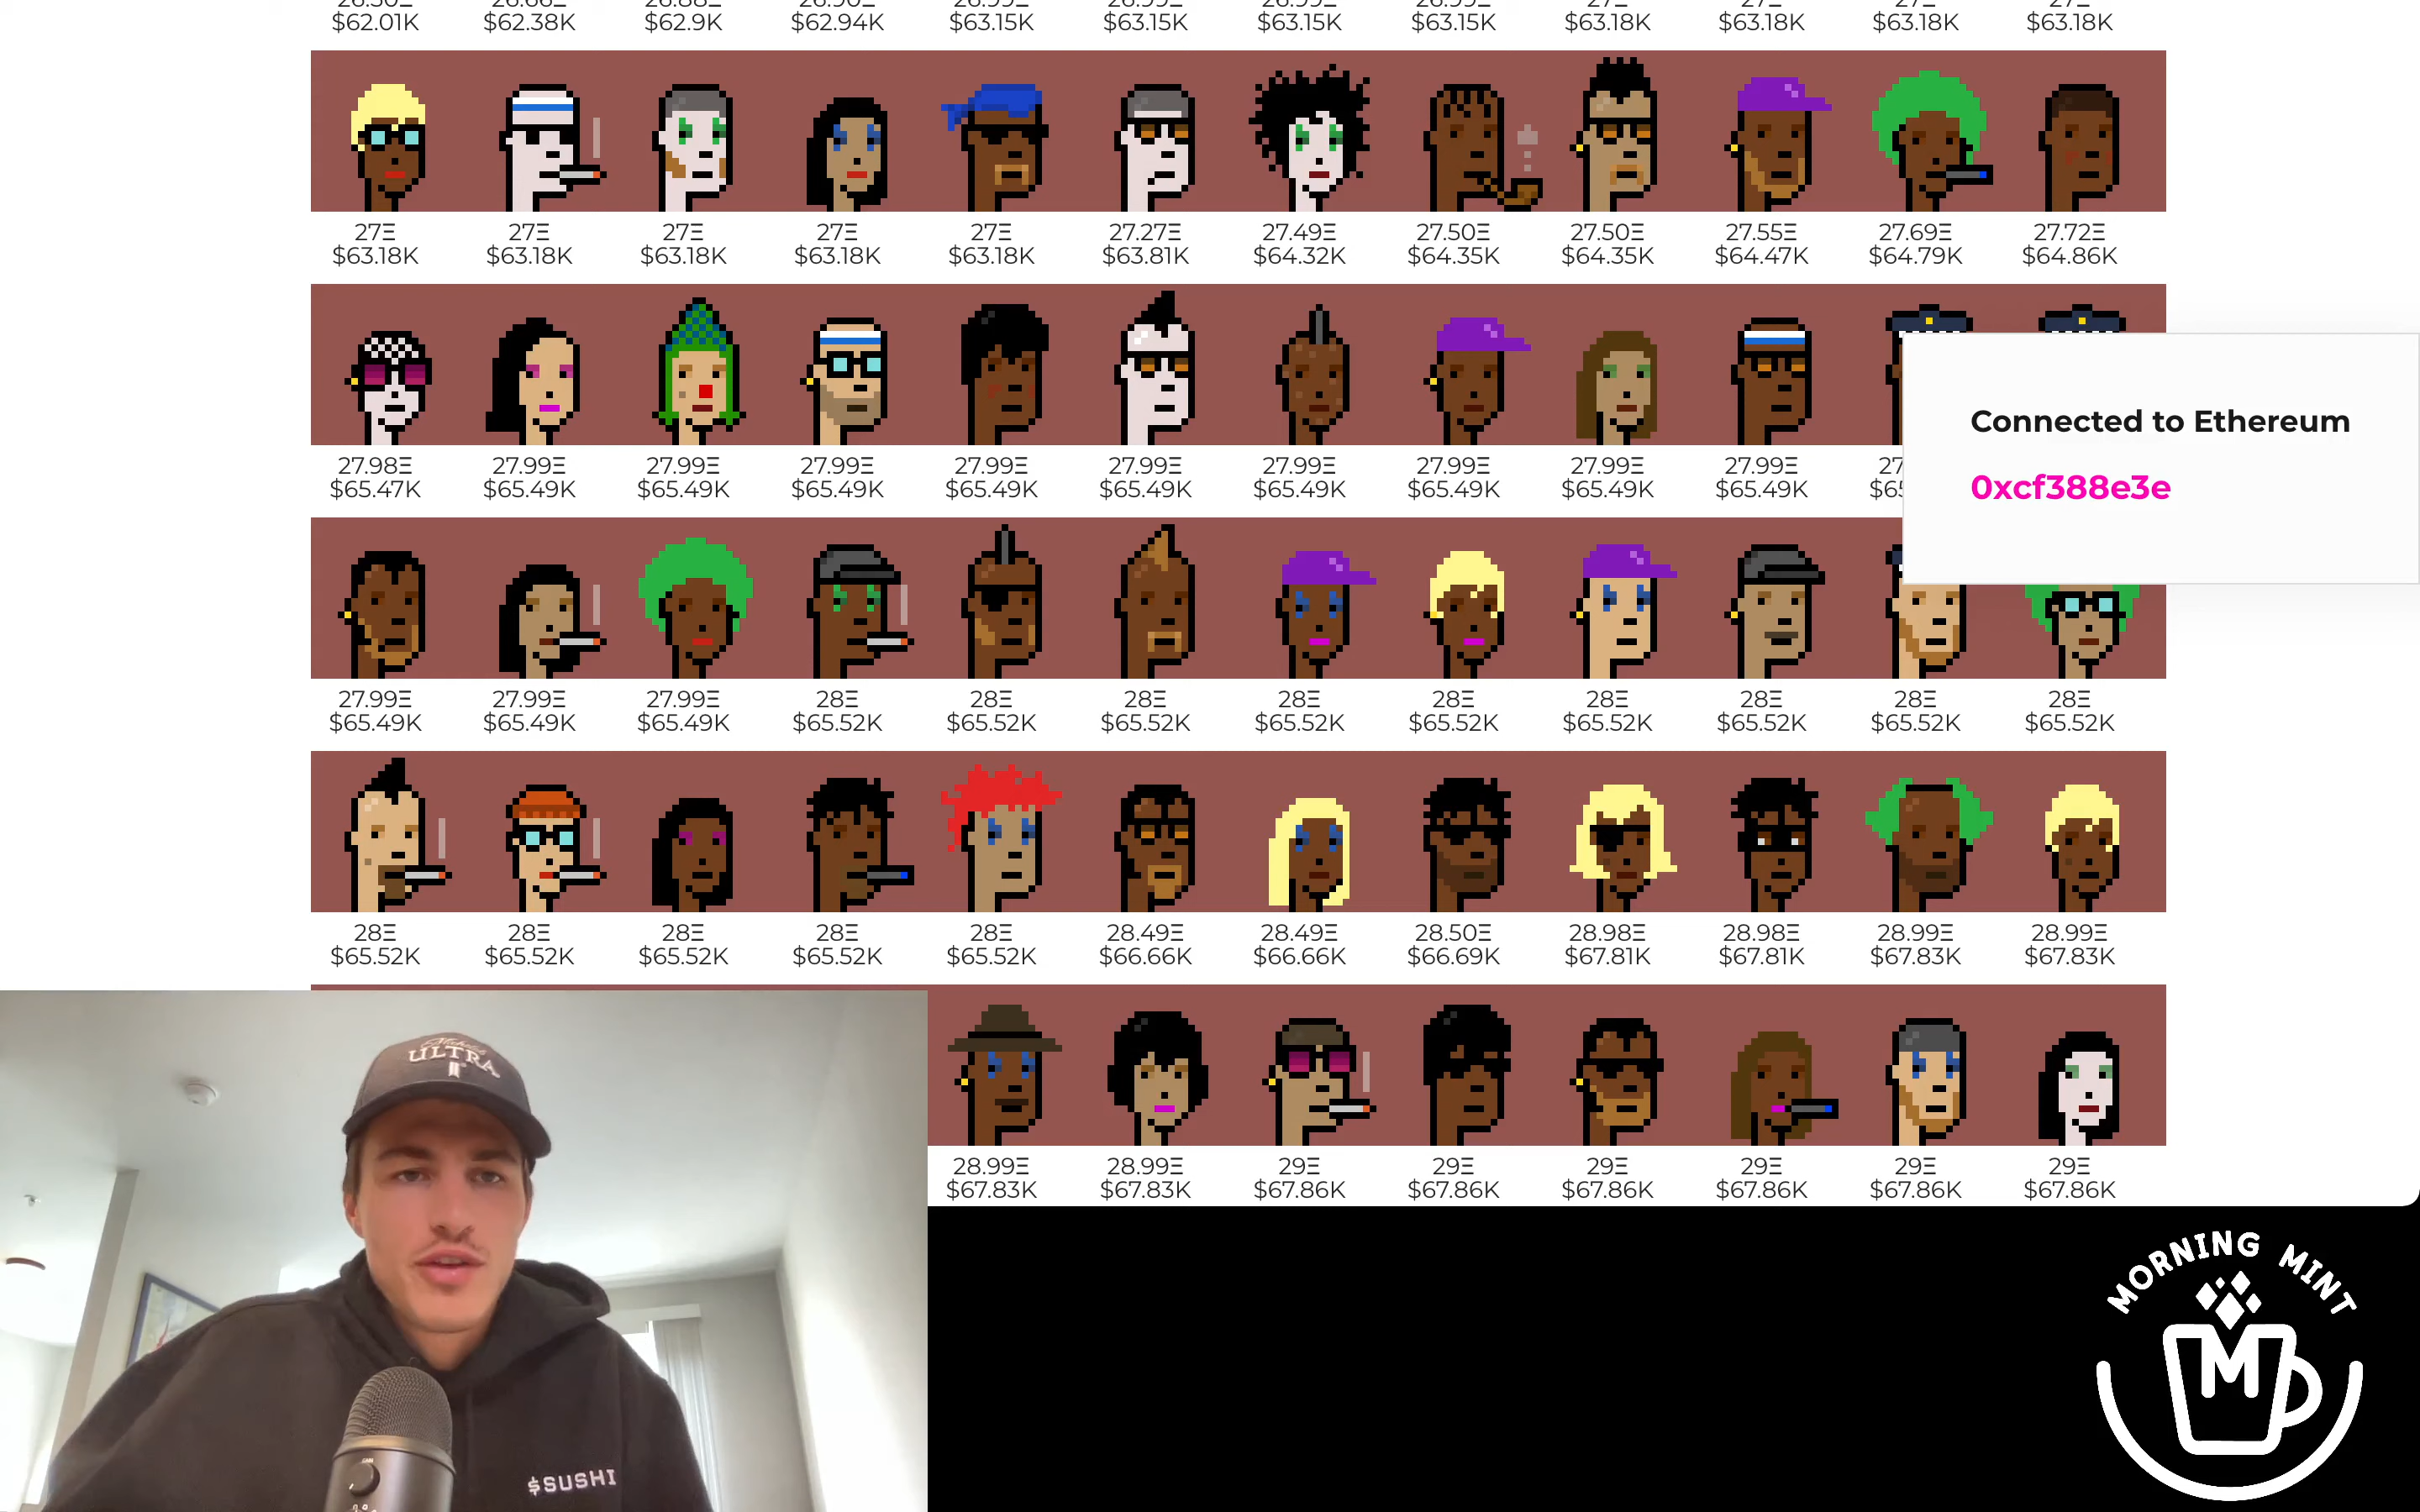 $62.01K $62.38K $62.9K $62.94K $63.15K $63.15K $63.15K $63.15K $63.18K $63.18K $63.18K $63.18K
27Ξ 27Ξ 27Ξ 27Ξ 27Ξ 27.27Ξ 27.49Ξ 27.50Ξ 27.50Ξ 27.55Ξ 27.69Ξ 27.72Ξ
$63.18K $63.18K $63.18K $63.18K $63.18K $63.81K $64.32K $64.35K $64.35K $64.47K $64.79K $64.86K
Connected to Ethereum
0xcf388e3e
27.98Ξ 27.99Ξ 27.99Ξ 27.99Ξ 27.99Ξ 27.99Ξ 27.99Ξ 27.99Ξ 27.99Ξ 27.99Ξ
$65.47K $65.49K $65.49K $65.49K $65.49K $65.49K $65.49K $65.49K $65.49K $65.49K
27.99Ξ 27.99Ξ 27.99Ξ 28Ξ 28Ξ 28Ξ 28Ξ 28Ξ 28Ξ 28Ξ 28Ξ 28Ξ
$65.49K $65.49K $65.49K $65.52K $65.52K $65.52K $65.52K $65.52K $65.52K $65.52K $65.52K $65.52K
28Ξ 28Ξ 28Ξ 28Ξ 28Ξ 28.49Ξ 28.49Ξ 28.50Ξ 28.98Ξ 28.98Ξ 28.99Ξ 28.99Ξ
$65.52K $65.52K $65.52K $65.52K $65.52K $66.66K $66.66K $66.69K $67.81K $67.81K $67.83K $67.83K
28.99Ξ 28.99Ξ 29Ξ 29Ξ 29Ξ 29Ξ 29Ξ 29Ξ
$67.83K $67.83K $67.86K $67.86K $67.86K $67.86K $67.86K $67.86K
ULTRA
$SUSHI
MORNING MINT
M